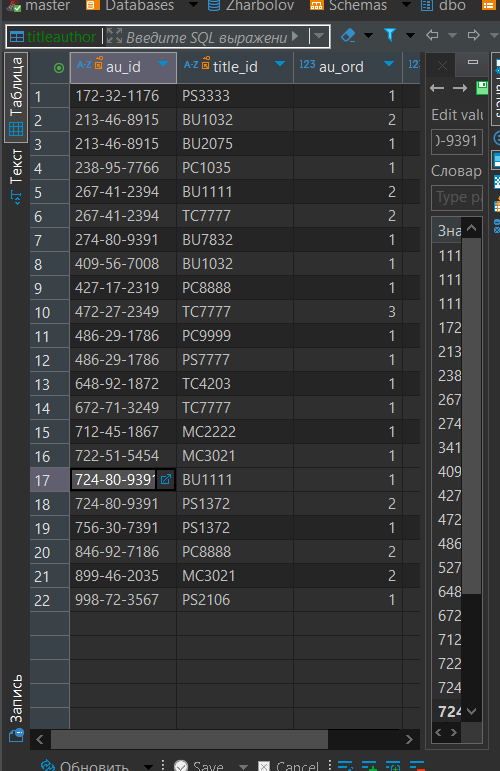 master Databases Zharbolov Schemas dbo
titleauthor Введите SQL выражени
au_id title_id au_ord 123
1 172-32-1176 PS3333 1
2 213-46-8915 BU1032 2
3 213-46-8915 BU2075 1
4 238-95-7766 PC1035 1
5 267-41-2394 BU1111 2
6 267-41-2394 TC7777 2
7 274-80-9391 BU7832 1
8 409-56-7008 BU1032 1
9 427-17-2319 PC8888 1
10 472-27-2349 TC7777 3
11 486-29-1786 PC9999 1
12 486-29-1786 PS7777 1
13 648-92-1872 TC4203 1
14 672-71-3249 TC7777 1
15 712-45-1867 MC2222 1
16 722-51-5454 MC3021 1
17 724-80-939 BU1111 1
18 724-80-9391 PS1372 2
19 756-30-7391 PS1372 1
20 846-92-7186 PC8888 2
21 899-46-2035 MC3021 2
22 998-72-3567 PS2106 1
Таблица
Текст
Запись
Edit valu
)-9391
Словар
Type pa
Зна
111
111
111
172
213
238
267
274
341
409
427
472
486
527
648
672
712
722
724
724
Обновить Save Cancel